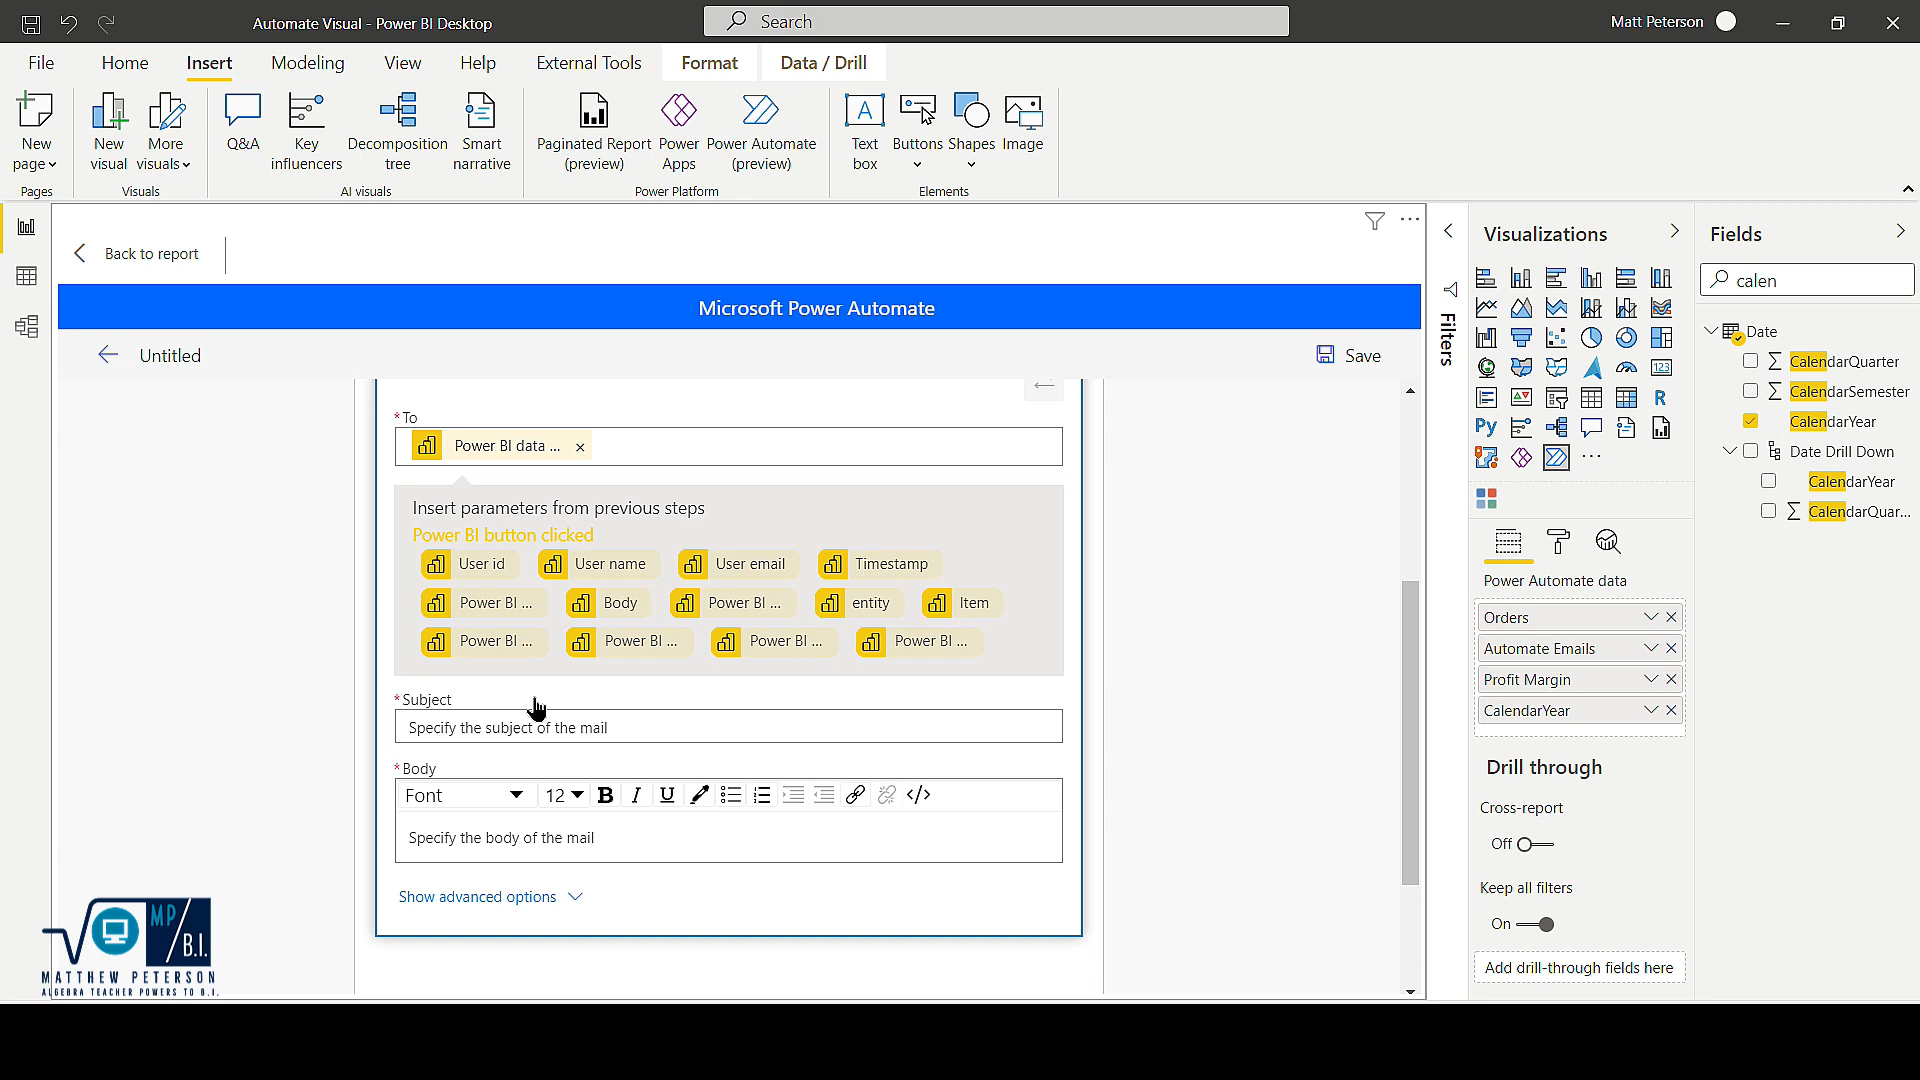 Automate Visual - Power BI Desktop
Search
Matt Peterson
File Home Insert Modeling View Help External Tools Format Data / Drill
New page
New visual
More visuals
Q&A
Key influencers
Decomposition tree
Smart narrative
Paginated Report (preview)
Power Apps
Power Automate (preview)
Text box
Buttons
Shapes
Image
Pages
Visuals
AI visuals
Power Platform
Elements
Back to report
Microsoft Power Automate
Untitled
Save
* To
Power BI data ... ×
Insert parameters from previous steps
Power BI button clicked
User id User name User email Timestamp
Power BI ... Body Power BI ... entity Item
Power BI ... Power BI ... Power BI ... Power BI ...
* Subject
Specify the subject of the mail
* Body
Font 12 B I U </>
Specify the body of the mail
Show advanced options
MP
/B.I.
MATTHEW PETERSON
ALGEBRA TEACHER POWERS TO B.I.
Filters
Visualizations
123
R
Py
...
Power Automate data
Orders
Automate Emails
Profit Margin
CalendarYear
Drill through
Cross-report
Off
Keep all filters
On
Add drill-through fields here
Fields
calen
Date
CalendarQuarter
CalendarSemester
CalendarYear
Date Drill Down
CalendarYear
CalendarQuar...